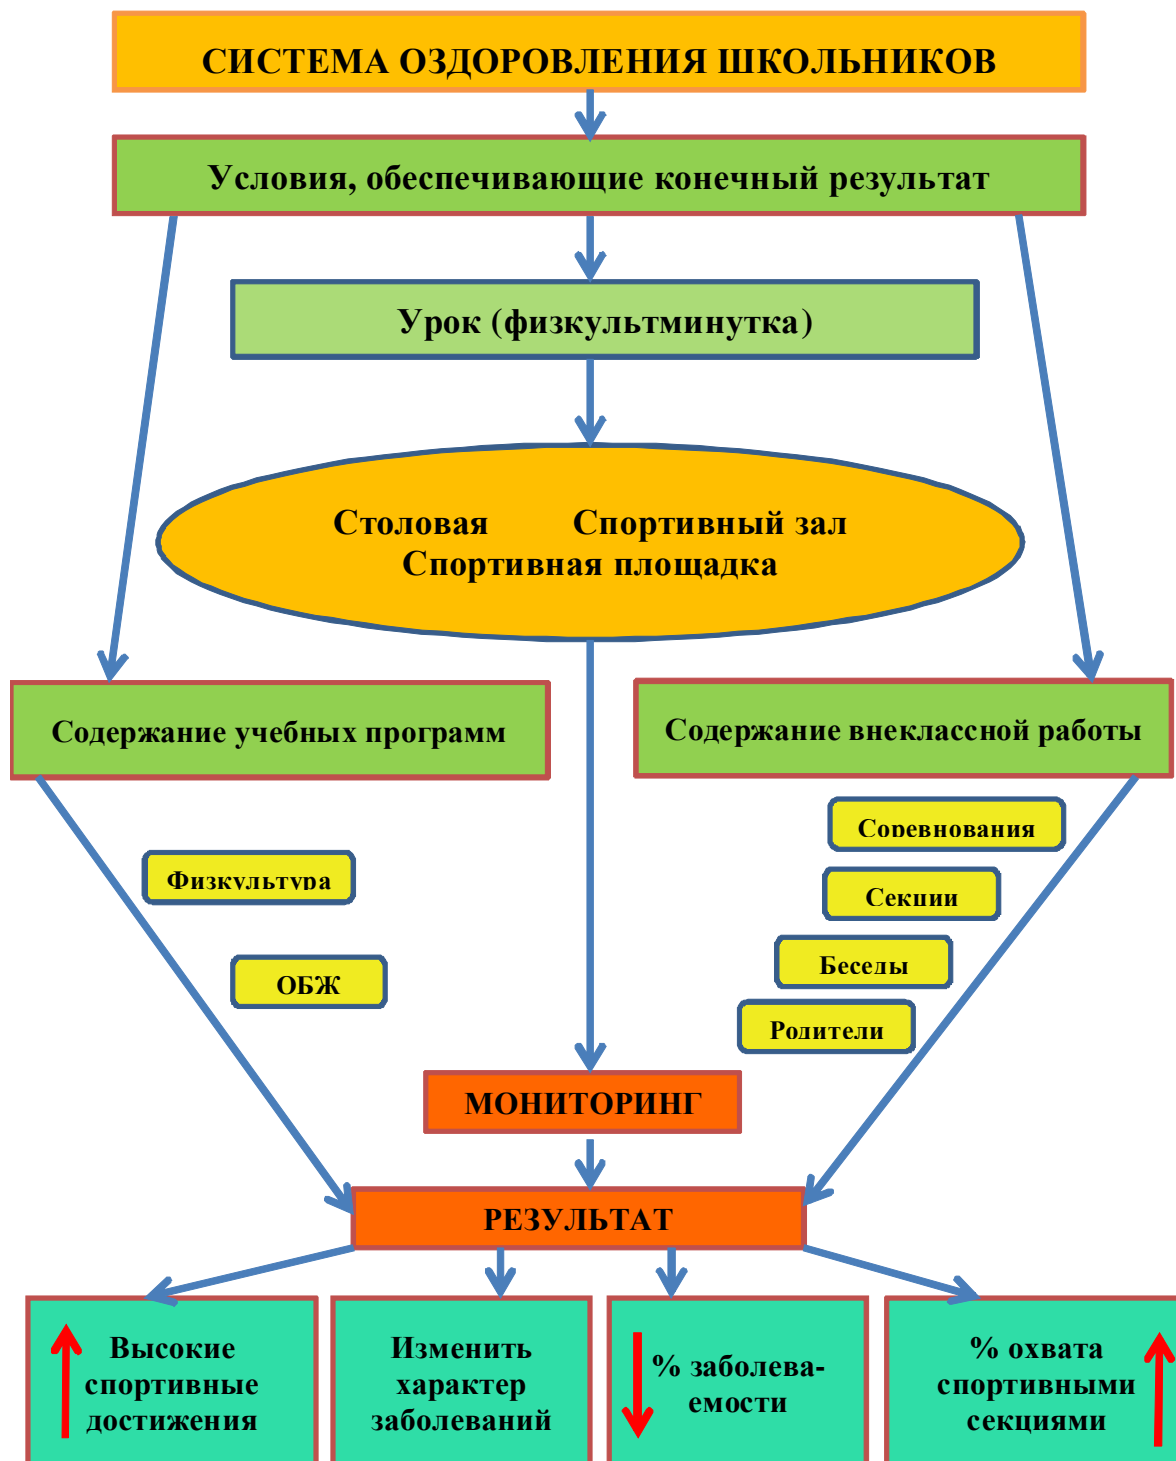 СИСТЕМА ОЗДОРОВЛЕНИЯ ШКОЛЬНИКОВ
Условия, обеспечивающие конечный результат
Урок (физкультминутка)
Столовая Спортивный зал
Спортивная площадка
Содержание учебных программ
Содержание внеклассной работы
Физкультура
ОБЖ
Соревнования
Секции
Беседы
Родители
МОНИТОРИНГ
РЕЗУЛЬТАТ
Высокие
спортивные
достижения
Изменить
характер
заболеваний
% заболева-
емости
% охвата
спортивными
секциями